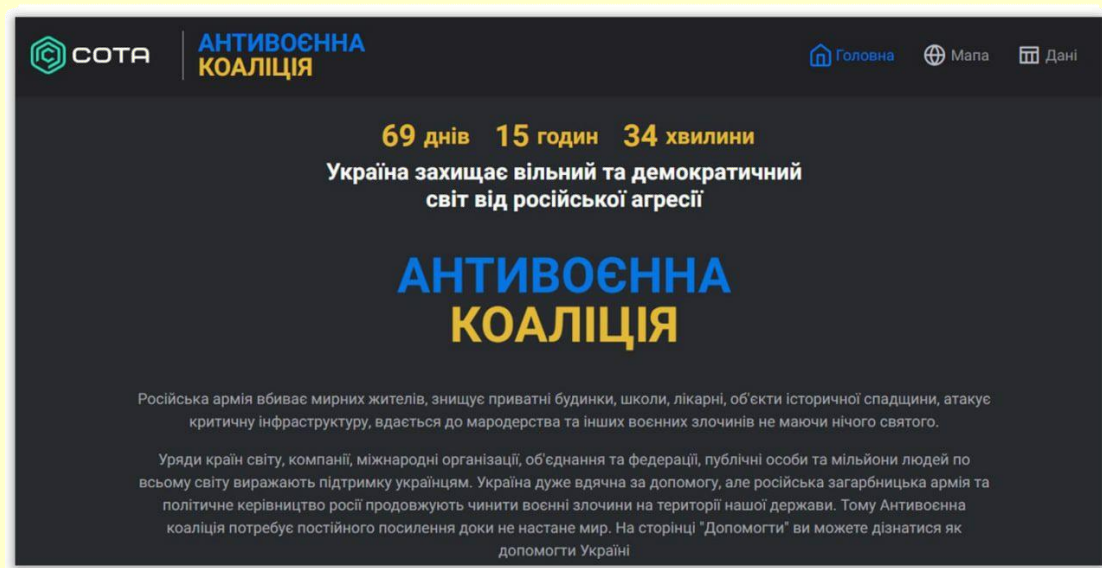 СОТА
АНТИВОЄННА
КОАЛІЦІЯ
Головна
Мапа
Дані
69 днів 15 годин 34 хвилини
Україна захищає вільний та демократичний
світ від російської агресії
АНТИВОЄННА
КОАЛІЦІЯ
Російська армія вбиває мирних жителів, знищує приватні будинки, школи, лікарні, об'єкти історичної спадщини, атакує
критичну інфраструктуру, вдається до мародерства та інших воєнних злочинів не маючи нічого святого.
Уряди країн світу, компанії, міжнародні організації, об'єднання та федерації, публічні особи та мільйони людей по
всьому світу виражають підтримку українцям. Україна дуже вдячна за допомогу, але російська загарбницька армія та
політичне керівництво росії продовжують чинити воєнні злочини на території нашої держави. Тому Антивоєнна
коаліція потребує постійного посилення доки не настане мир. На сторінці "Допомогти" ви можете дізнатися як
допомогти Україні